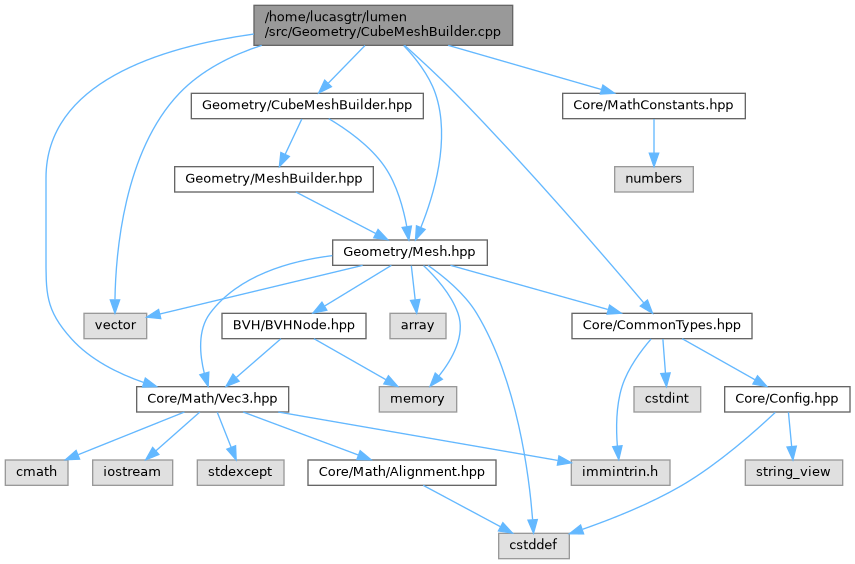 /home/lucasgtr/lumen
/src/Geometry/CubeMeshBuilder.cpp
Geometry/CubeMeshBuilder.hpp
Core/MathConstants.hpp
Geometry/MeshBuilder.hpp
numbers
Geometry/Mesh.hpp
vector
BVH/BVHNode.hpp
array
Core/CommonTypes.hpp
Core/Math/Vec3.hpp
memory
cstdint
Core/Config.hpp
cmath
iostream
stdexcept
Core/Math/Alignment.hpp
immintrin.h
string_view
cstddef